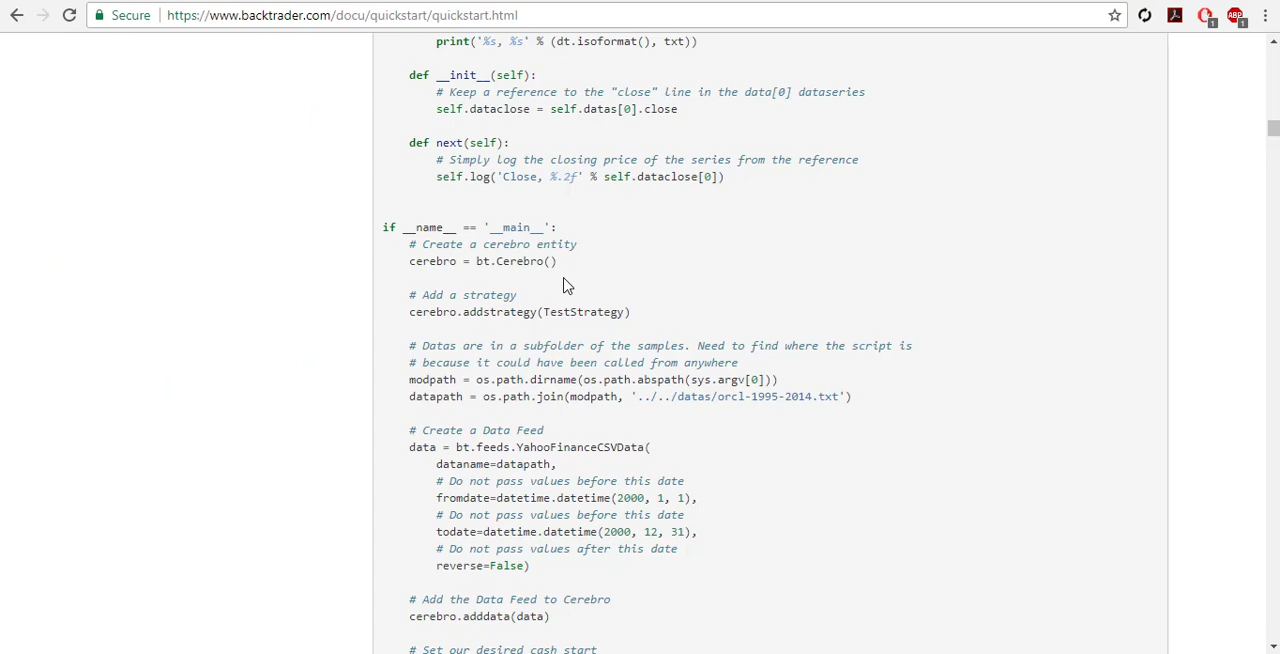 Secure
https://www.backtrader.com/docu/quickstart/quickstart.html
1
ABP
1
print('%s, %s' % (dt.isoformat(), txt))
def __init__(self):
# Keep a reference to the "close" line in the data[0] dataseries
self.dataclose = self.datas[0].close
def next(self):
# Simply log the closing price of the series from the reference
self.log('Close, %.2f' % self.dataclose[0])
if __name__ == '__main__':
# Create a cerebro entity
cerebro = bt.Cerebro()
# Add a strategy
cerebro.addstrategy(TestStrategy)
# Datas are in a subfolder of the samples. Need to find where the script is
# because it could have been called from anywhere
modpath = os.path.dirname(os.path.abspath(sys.argv[0]))
datapath = os.path.join(modpath, '../../datas/orcl-1995-2014.txt')
# Create a Data Feed
data = bt.feeds.YahooFinanceCSVData(
dataname=datapath,
# Do not pass values before this date
fromdate=datetime.datetime(2000, 1, 1),
# Do not pass values before this date
todate=datetime.datetime(2000, 12, 31),
# Do not pass values after this date
reverse=False)
# Add the Data Feed to Cerebro
cerebro.adddata(data)
# Set our desired cash start